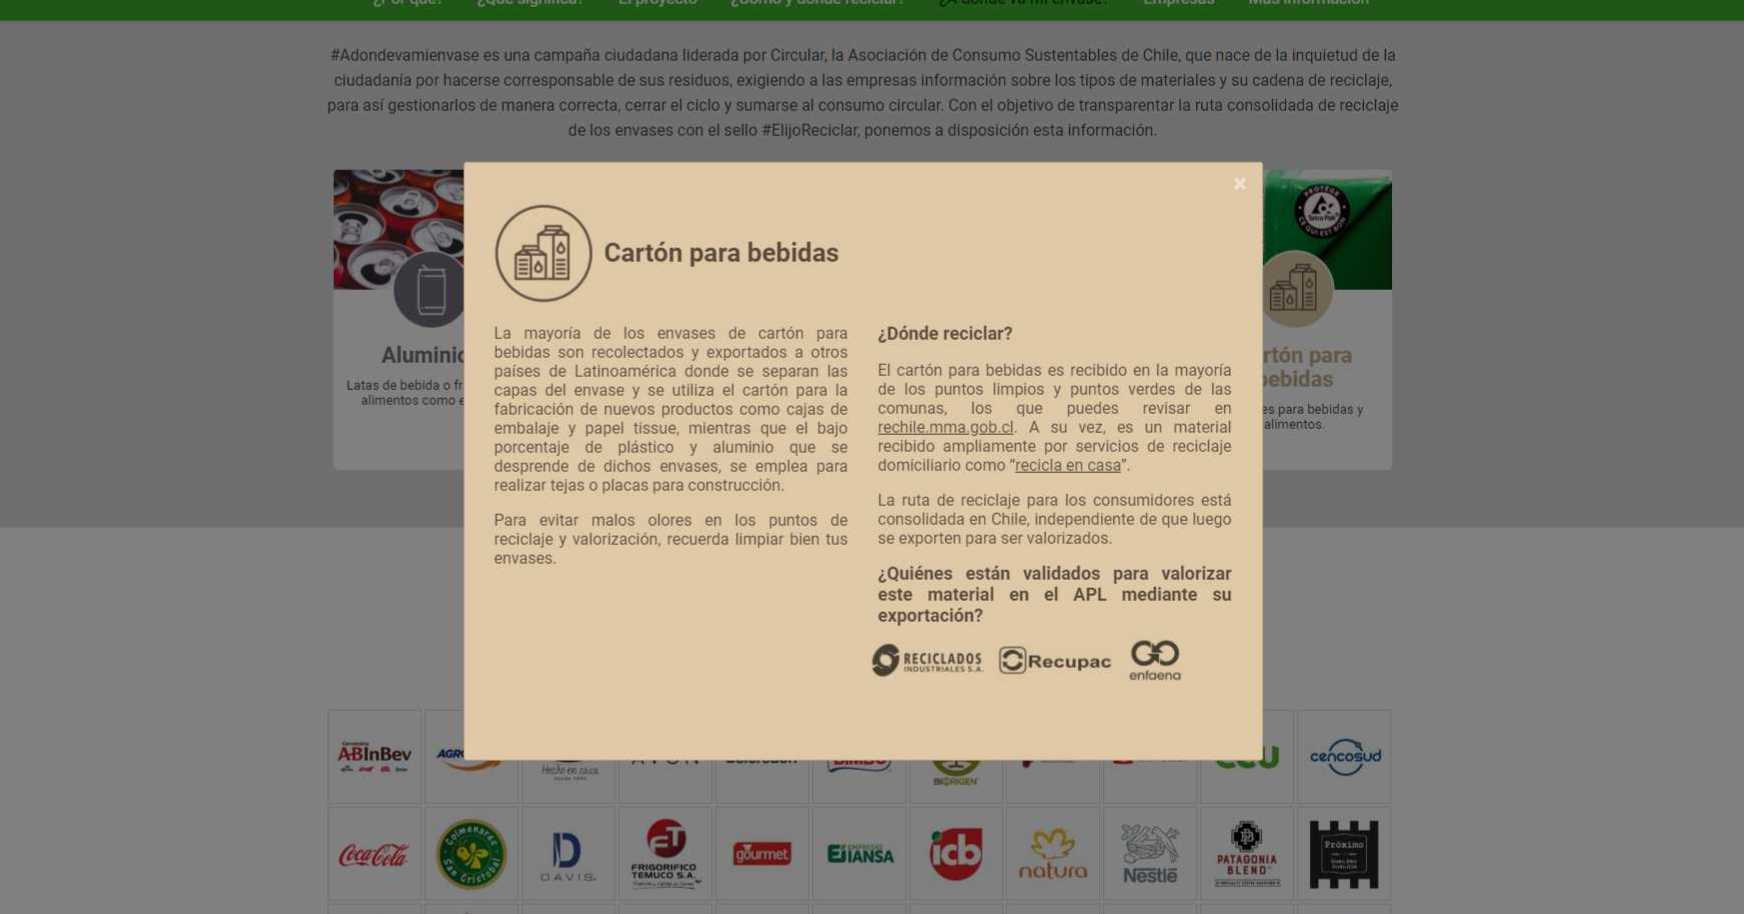 ¿Por qué?  ¿Qué significa?  El proyecto  ¿Cómo y dónde reciclar?  ¿A dónde va mi envase?  Empresas  Más información
#Adondevamienvase es una campaña ciudadana liderada por Circular, la Asociación de Consumo Sustentables de Chile, que nace de la inquietud de la
ciudadanía por hacerse corresponsable de sus residuos, exigiendo a las empresas información sobre los tipos de materiales y su cadena de reciclaje,
para así gestionarlos de manera correcta, cerrar el ciclo y sumarse al consumo circular. Con el objetivo de transparentar la ruta consolidada de reciclaje
de los envases con el sello #ElijoReciclar, ponemos a disposición esta información.
Aluminio
Latas de bebida o fr
alimentos como e
Cartón para bebidas
La mayoría de los envases de cartón para
bebidas son recolectados y exportados a otros
países de Latinoamérica donde se separan las
capas del envase y se utiliza el cartón para la
fabricación de nuevos productos como cajas de
embalaje y papel tissue, mientras que el bajo
porcentaje de plástico y aluminio que se
desprende de dichos envases, se emplea para
realizar tejas o placas para construcción.
Para evitar malos olores en los puntos de
reciclaje y valorización, recuerda limpiar bien tus
envases.
¿Dónde reciclar?
El cartón para bebidas es recibido en la mayoría
de los puntos limpios y puntos verdes de las
comunas, los que puedes revisar en
rechile.mma.gob.cl. A su vez, es un material
recibido ampliamente por servicios de reciclaje
domiciliario como “recicla en casa”.
La ruta de reciclaje para los consumidores está
consolidada en Chile, independiente de que luego
se exporten para ser valorizados.
¿Quiénes están validados para valorizar
este material en el APL mediante su
exportación?
RECICLADOS
INDUSTRIALES S.A.
Recupac
enfaena
PROTÈGE
Tetra Pak
CE QUI EST BON
rtón para
bebidas
es para bebidas y
alimentos.
ABInBev
AGR
Hecho en casa
AVON
BIMBO
BIORIGEN
CCU
cencosud
Coca-Cola
Colmenares
San Cristobal
DAVIS
FT
FRIGORIFICO
TEMUCO S.A.
gourmet
EMPRESAS
IANSA
icb
natura
Nestlé
PB
PATAGONIA
BLEND
Próximo